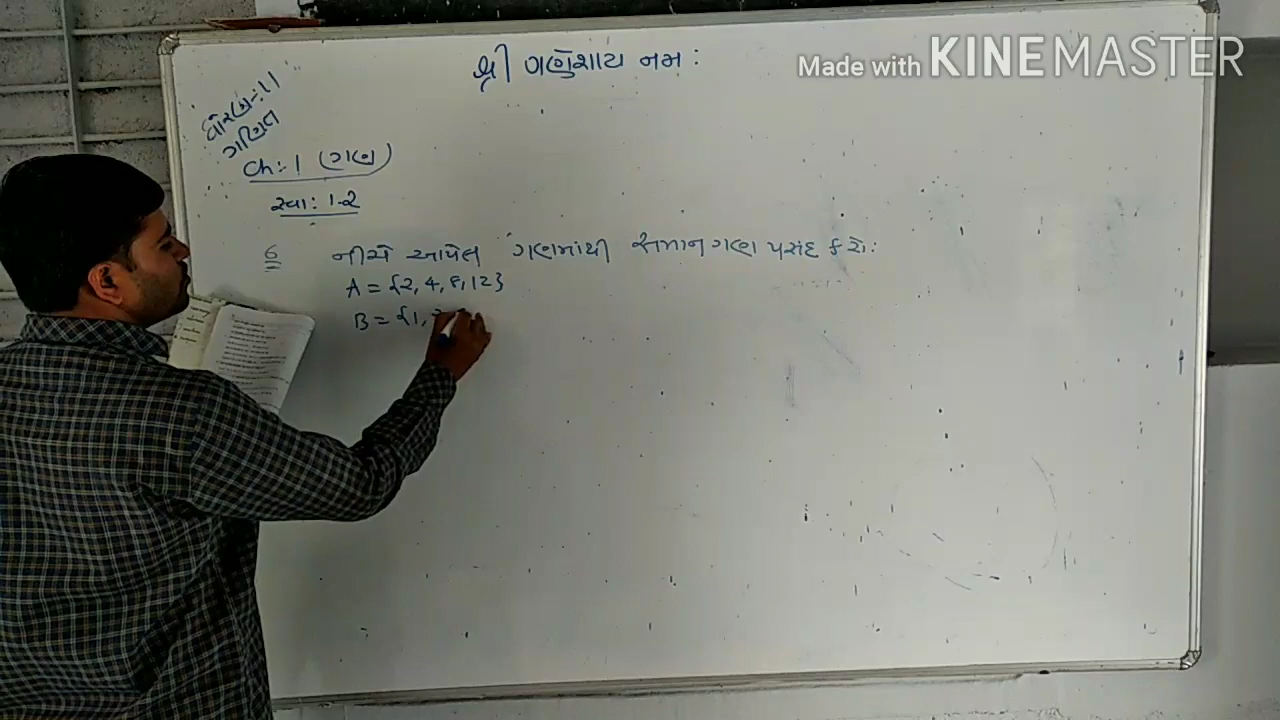 શ્રી ગણેશાય નમ:
Made with KINEMASTER
ધોરણ:-11
ગણિત
Ch:-1 (ગણ)
સ્વા: 1.2
6 નીચે આપેલ ગણમાંથી સમાન ગણ પસંદ કરો:
A = {2, 4, 8, 12}
B = {1,